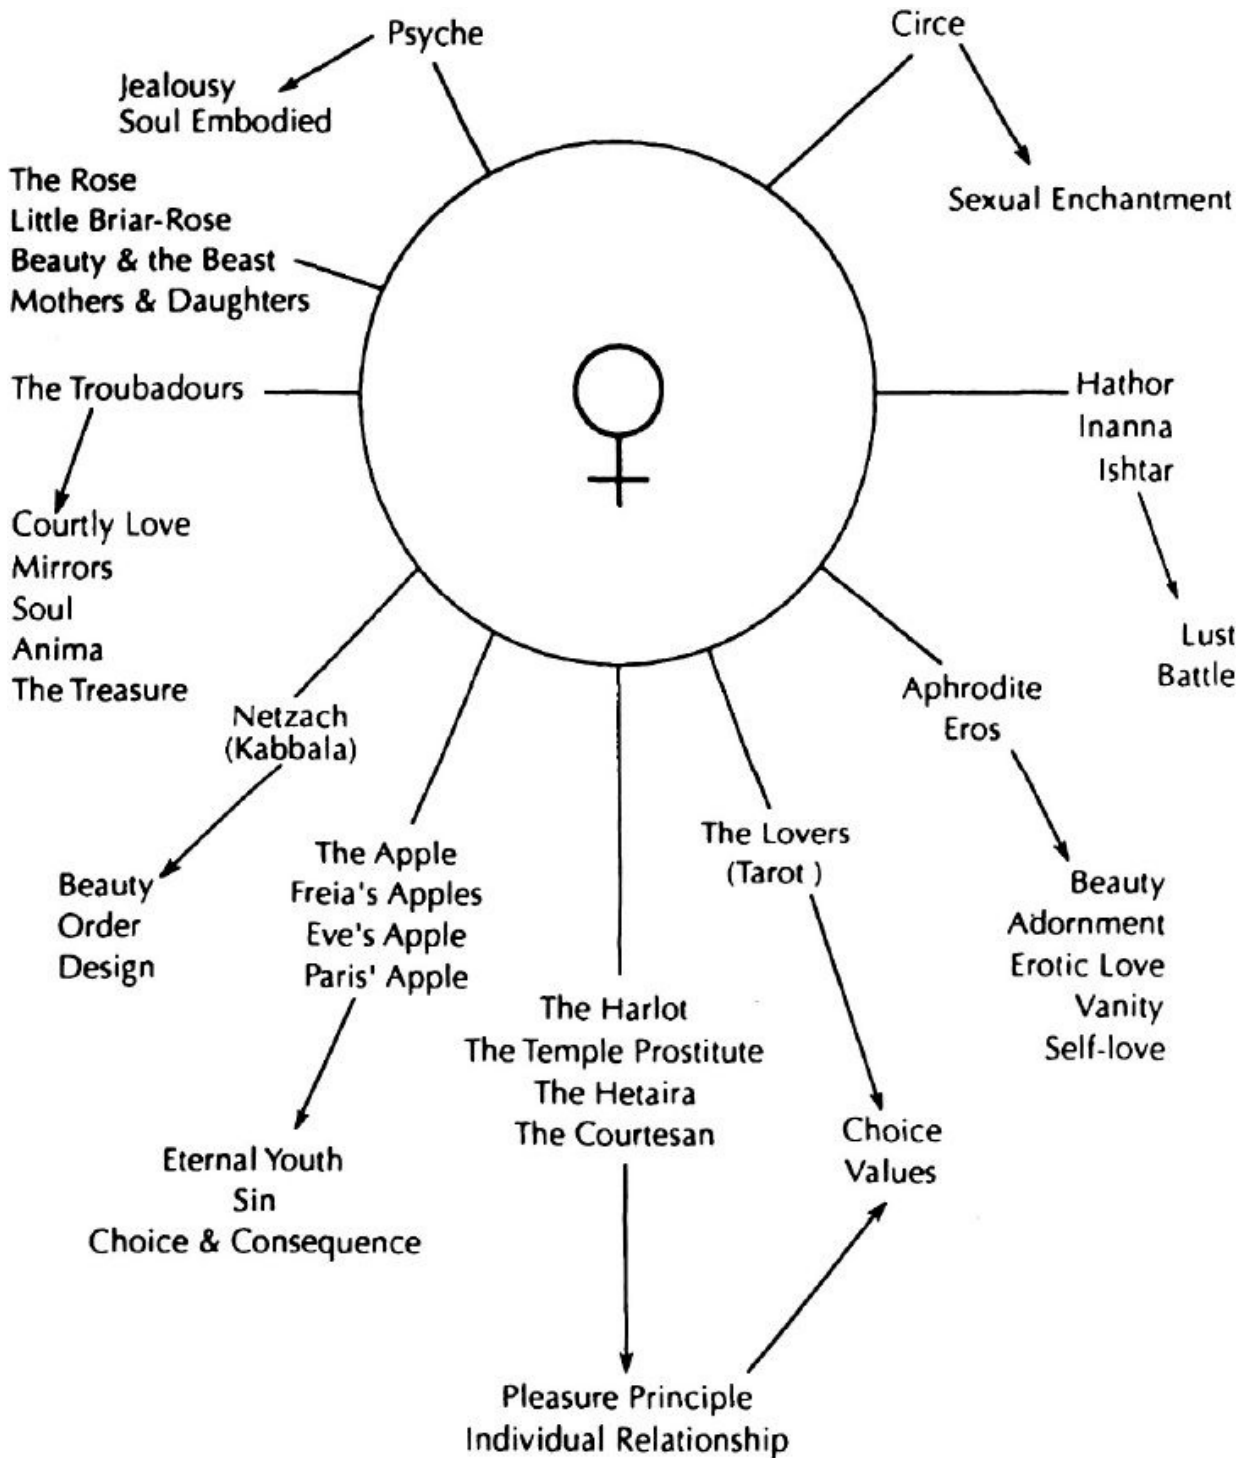 Psyche
Circe
Jealousy
Soul Embodied
Sexual Enchantment
The Rose
Little Briar-Rose
Beauty & the Beast
Mothers & Daughters
The Troubadours
Courtly Love
Mirrors
Soul
Anima
The Treasure
Hathor
Inanna
Ishtar
Lust
Battle
Netzach
(Kabbala)
Beauty
Order
Design
The Apple
Freia's Apples
Eve's Apple
Paris' Apple
Eternal Youth
Sin
Choice & Consequence
The Harlot
The Temple Prostitute
The Hetaira
The Courtesan
Pleasure Principle
Individual Relationship
The Lovers
(Tarot )
Choice
Values
Aphrodite
Eros
Beauty
Adornment
Erotic Love
Vanity
Self-love